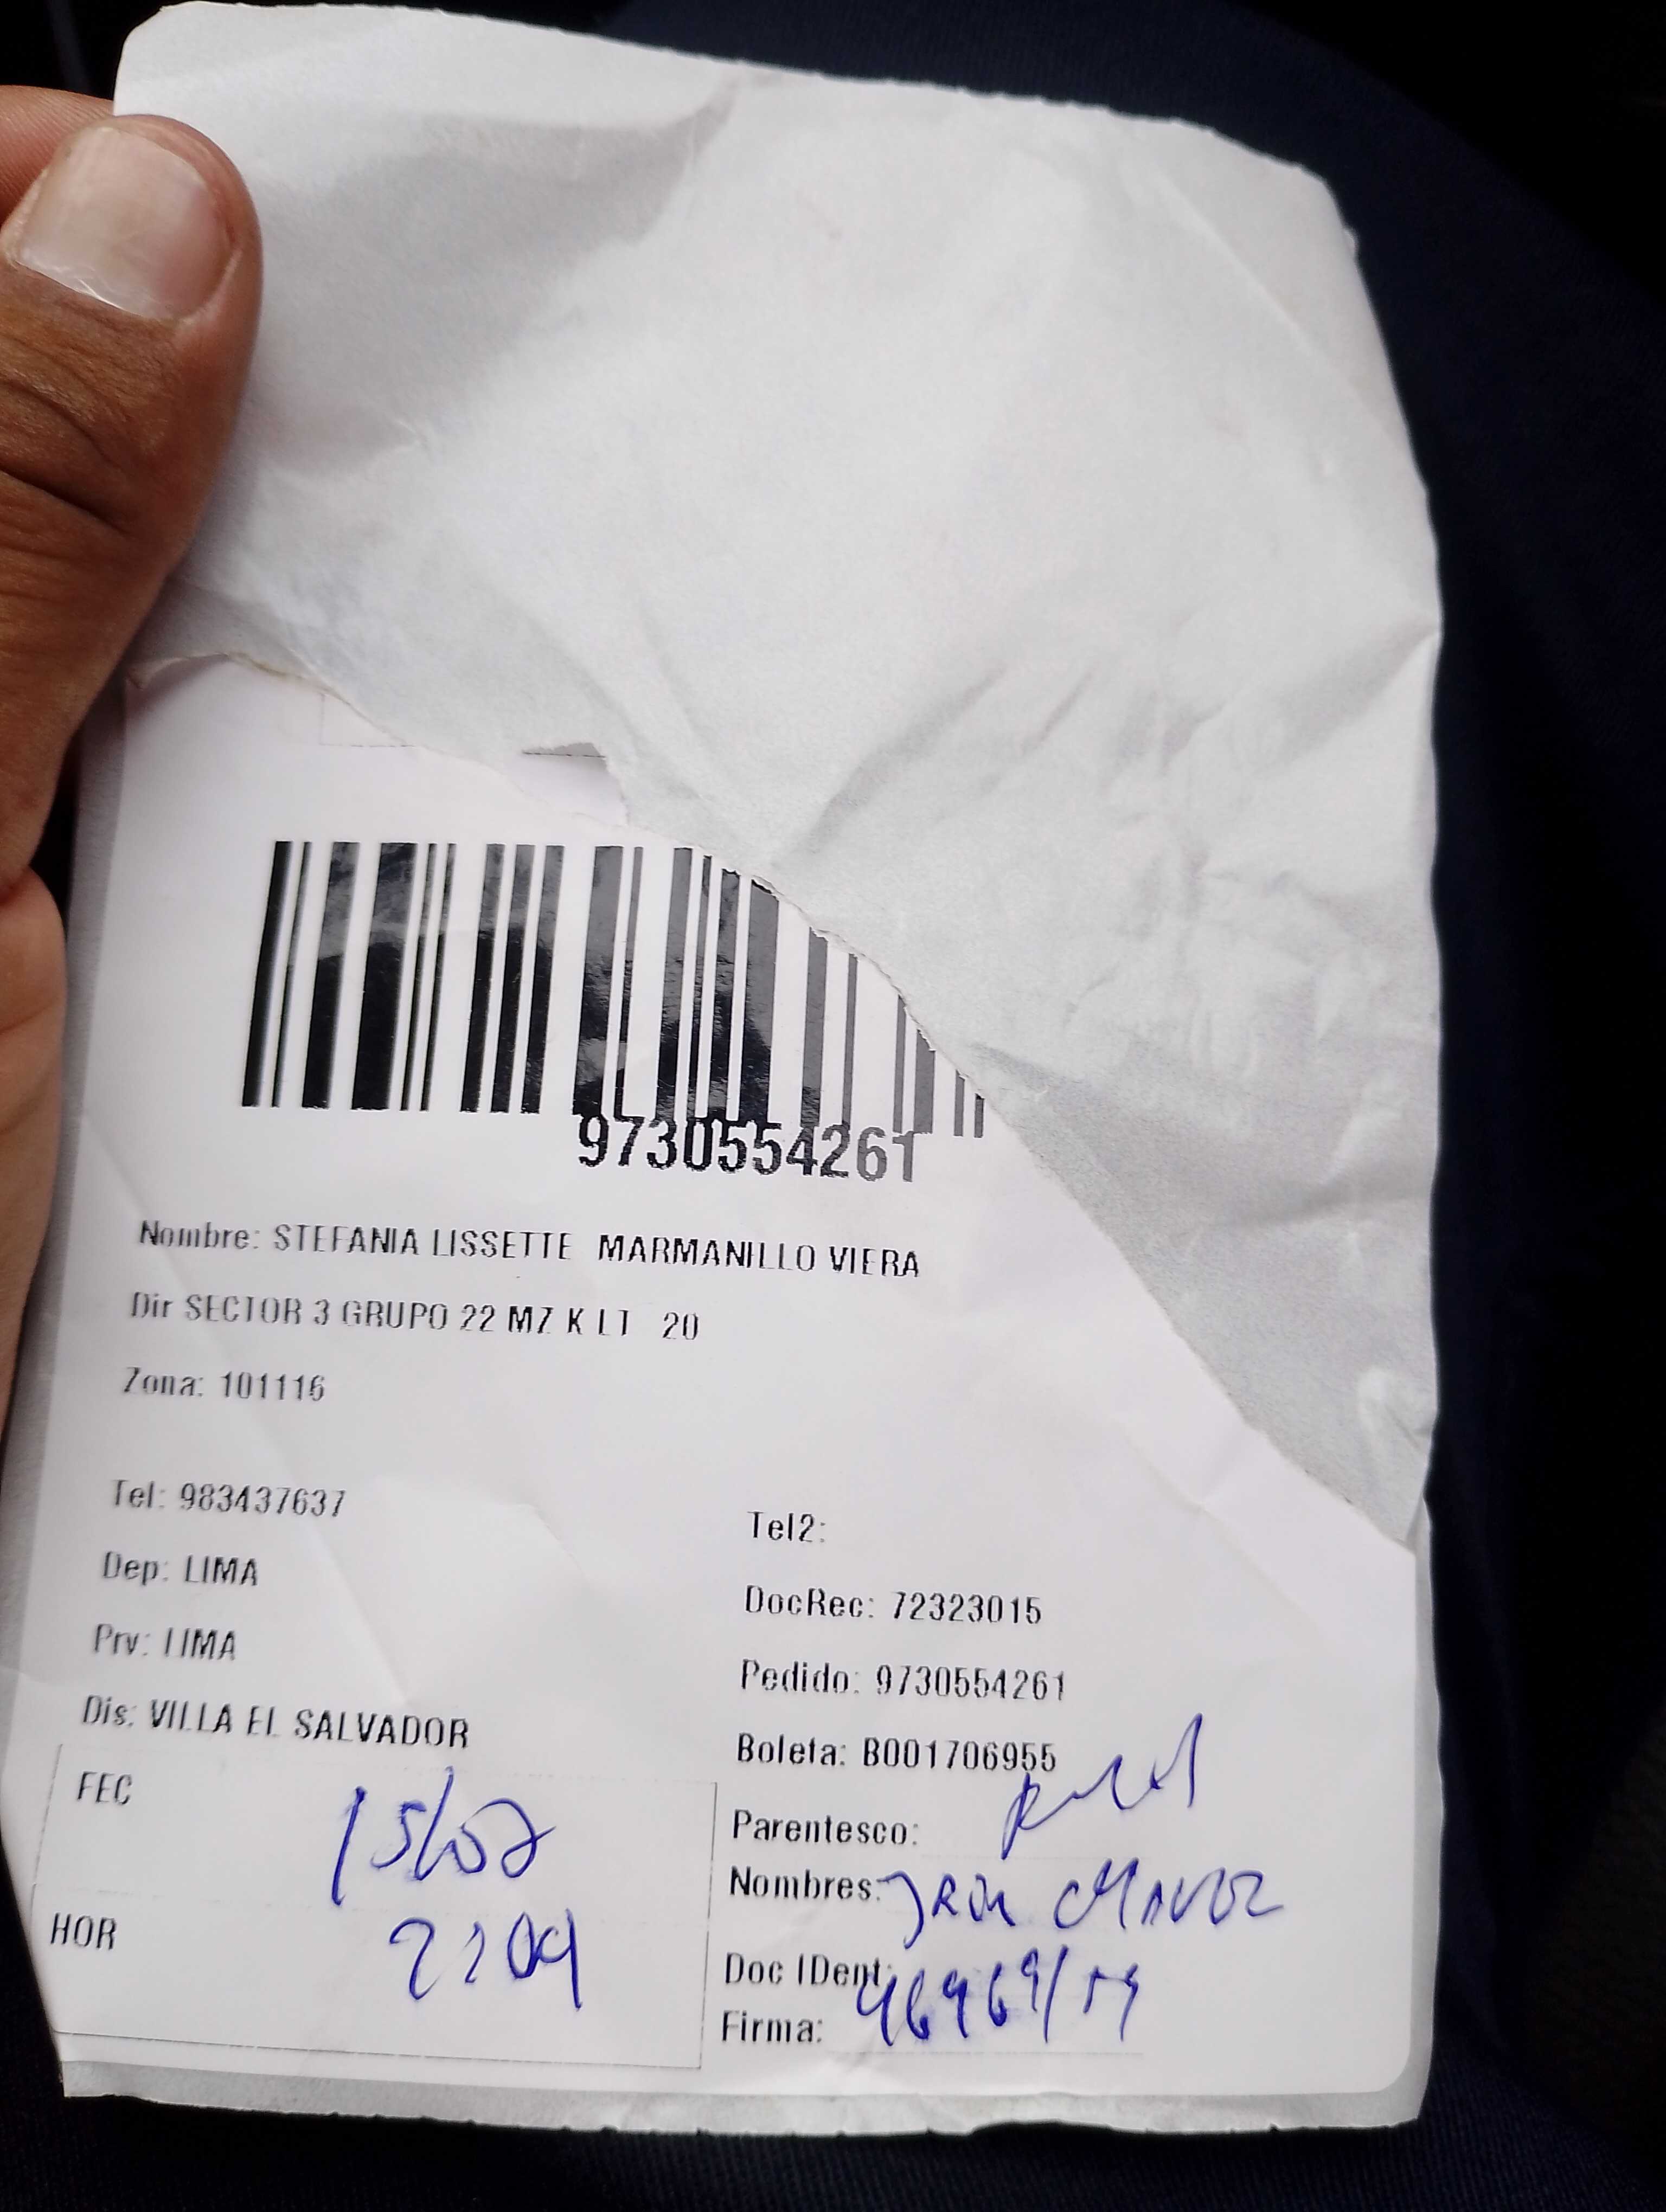 9730554261
Nombre: STEFANIA LISSETTE MARMANILLO VIERA
Dir SECTOR 3 GRUPO 22 MZ K LT 20
Zona: 101116
Tel: 983437637
Tel2:
Dep: LIMA
DocRec: 72323015
Prv: LIMA
Pedido: 9730554261
Dis: VILLA EL SALVADOR
Boleta: B001706955
FEC
Parentesco:
Nombres:
HOR 2209
Doc IDent:
Firma: